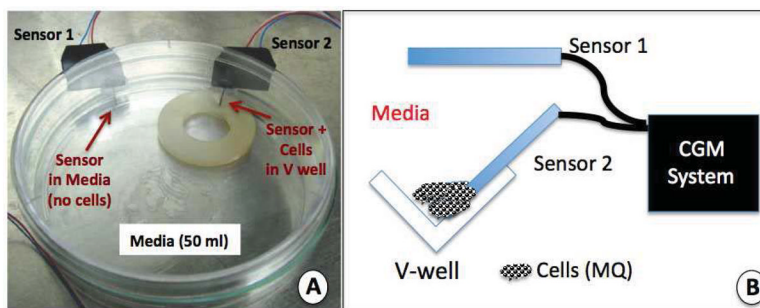 Sensor 1
Sensor 2
Sensor
in Media
(no cells)
Sensor +
Cells
in V well
Media (50 ml)
A
Sensor 1
Media
Sensor 2
CGM
System
V-well
Cells (MQ)
B